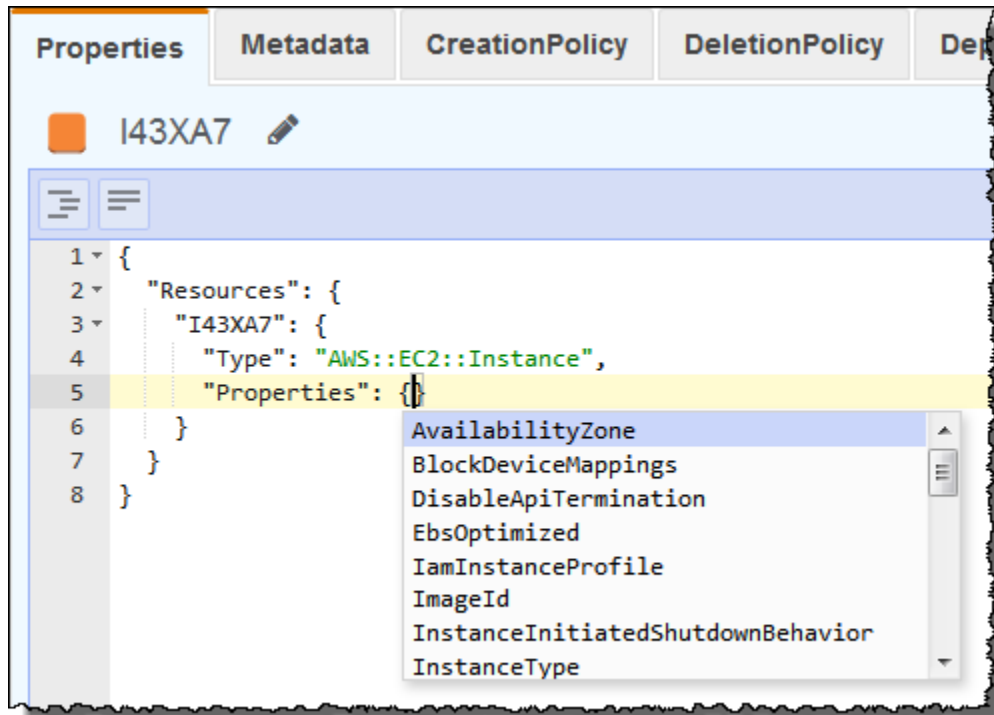 Properties Metadata CreationPolicy DeletionPolicy
I43XA7
1 {
2 "Resources": {
3 "I43XA7": {
4 "Type": "AWS::EC2::Instance",
5 "Properties": {}
6 }
7 }
8 }
AvailabilityZone
BlockDeviceMappings
DisableApiTermination
EbsOptimized
IamInstanceProfile
ImageId
InstanceInitiatedShutdownBehavior
InstanceType